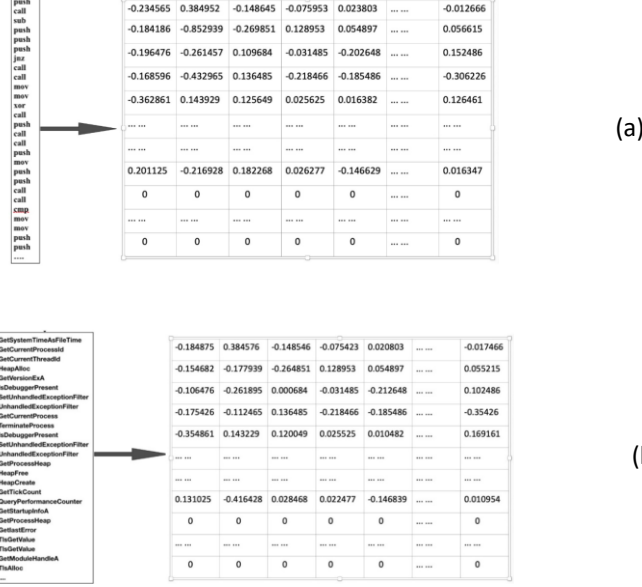 push
call
sub
push
push
push
jnz
call
call
mov
mov
xor
call
push
call
call
push
mov
push
push
call
call
cmp
mov
mov
push
push
....
-0.234565 0.384952 -0.148645 -0.075953 0.023803 ... ... -0.012666
-0.184186 -0.852939 -0.269851 0.128953 0.054897 ... ... 0.056615
-0.196476 -0.261457 0.109684 -0.031485 -0.202648 ... ... 0.152486
-0.168596 -0.432965 0.136485 -0.218466 -0.185486 ... ... -0.306226
-0.362861 0.143929 0.125649 0.025625 0.016382 ... ... 0.126461
... ... ... ... ... ... ... ... ... ... ... ... ... ...
... ... ... ... ... ... ... ... ... ... ... ... ... ...
0.201125 -0.216928 0.182268 0.026277 -0.146629 ... ... 0.016347
0 0 0 0 0 ... ... 0
... ... ... ... ... ... ... ... ... ... ... ... ... ...
0 0 0 0 0 ... ... 0
(a)
GetSystemTimeAsFileTime
GetCurrentProcessId
GetCurrentThreadId
HeapAlloc
GetVersionExA
IsDebuggerPresent
SetUnhandledExceptionFilter
UnhandledExceptionFilter
GetCurrentProcess
TerminateProcess
IsDebuggerPresent
SetUnhandledExceptionFilter
UnhandledExceptionFilter
GetProcessHeap
HeapFree
HeapCreate
GetTickCount
QueryPerformanceCounter
GetStartupInfoA
GetProcessHeap
GetlastError
TlsGetValue
TlsGetValue
GetModuleHandleA
TlsAlloc
....
-0.184875 0.384576 -0.148546 -0.075423 0.020803 ... ... -0.017466
-0.154682 -0.177939 -0.264851 0.128953 0.054897 ... ... 0.055215
-0.106476 -0.261895 0.000684 -0.031485 -0.212648 ... ... 0.102486
-0.175426 -0.112465 0.136485 -0.218466 -0.185486 ... ... -0.35426
-0.354861 0.143229 0.120049 0.025525 0.010482 ... ... 0.169161
... ... ... ... ... ... ... ... ... ... ... ... ... ...
... ... ... ... ... ... ... ... ... ... ... ... ... ...
0.131025 -0.416428 0.028468 0.022477 -0.146839 ... ... 0.010954
0 0 0 0 0 ... ... 0
... ... ... ... ... ... ... ... ... ... ... ... ... ...
0 0 0 0 0 ... ... 0